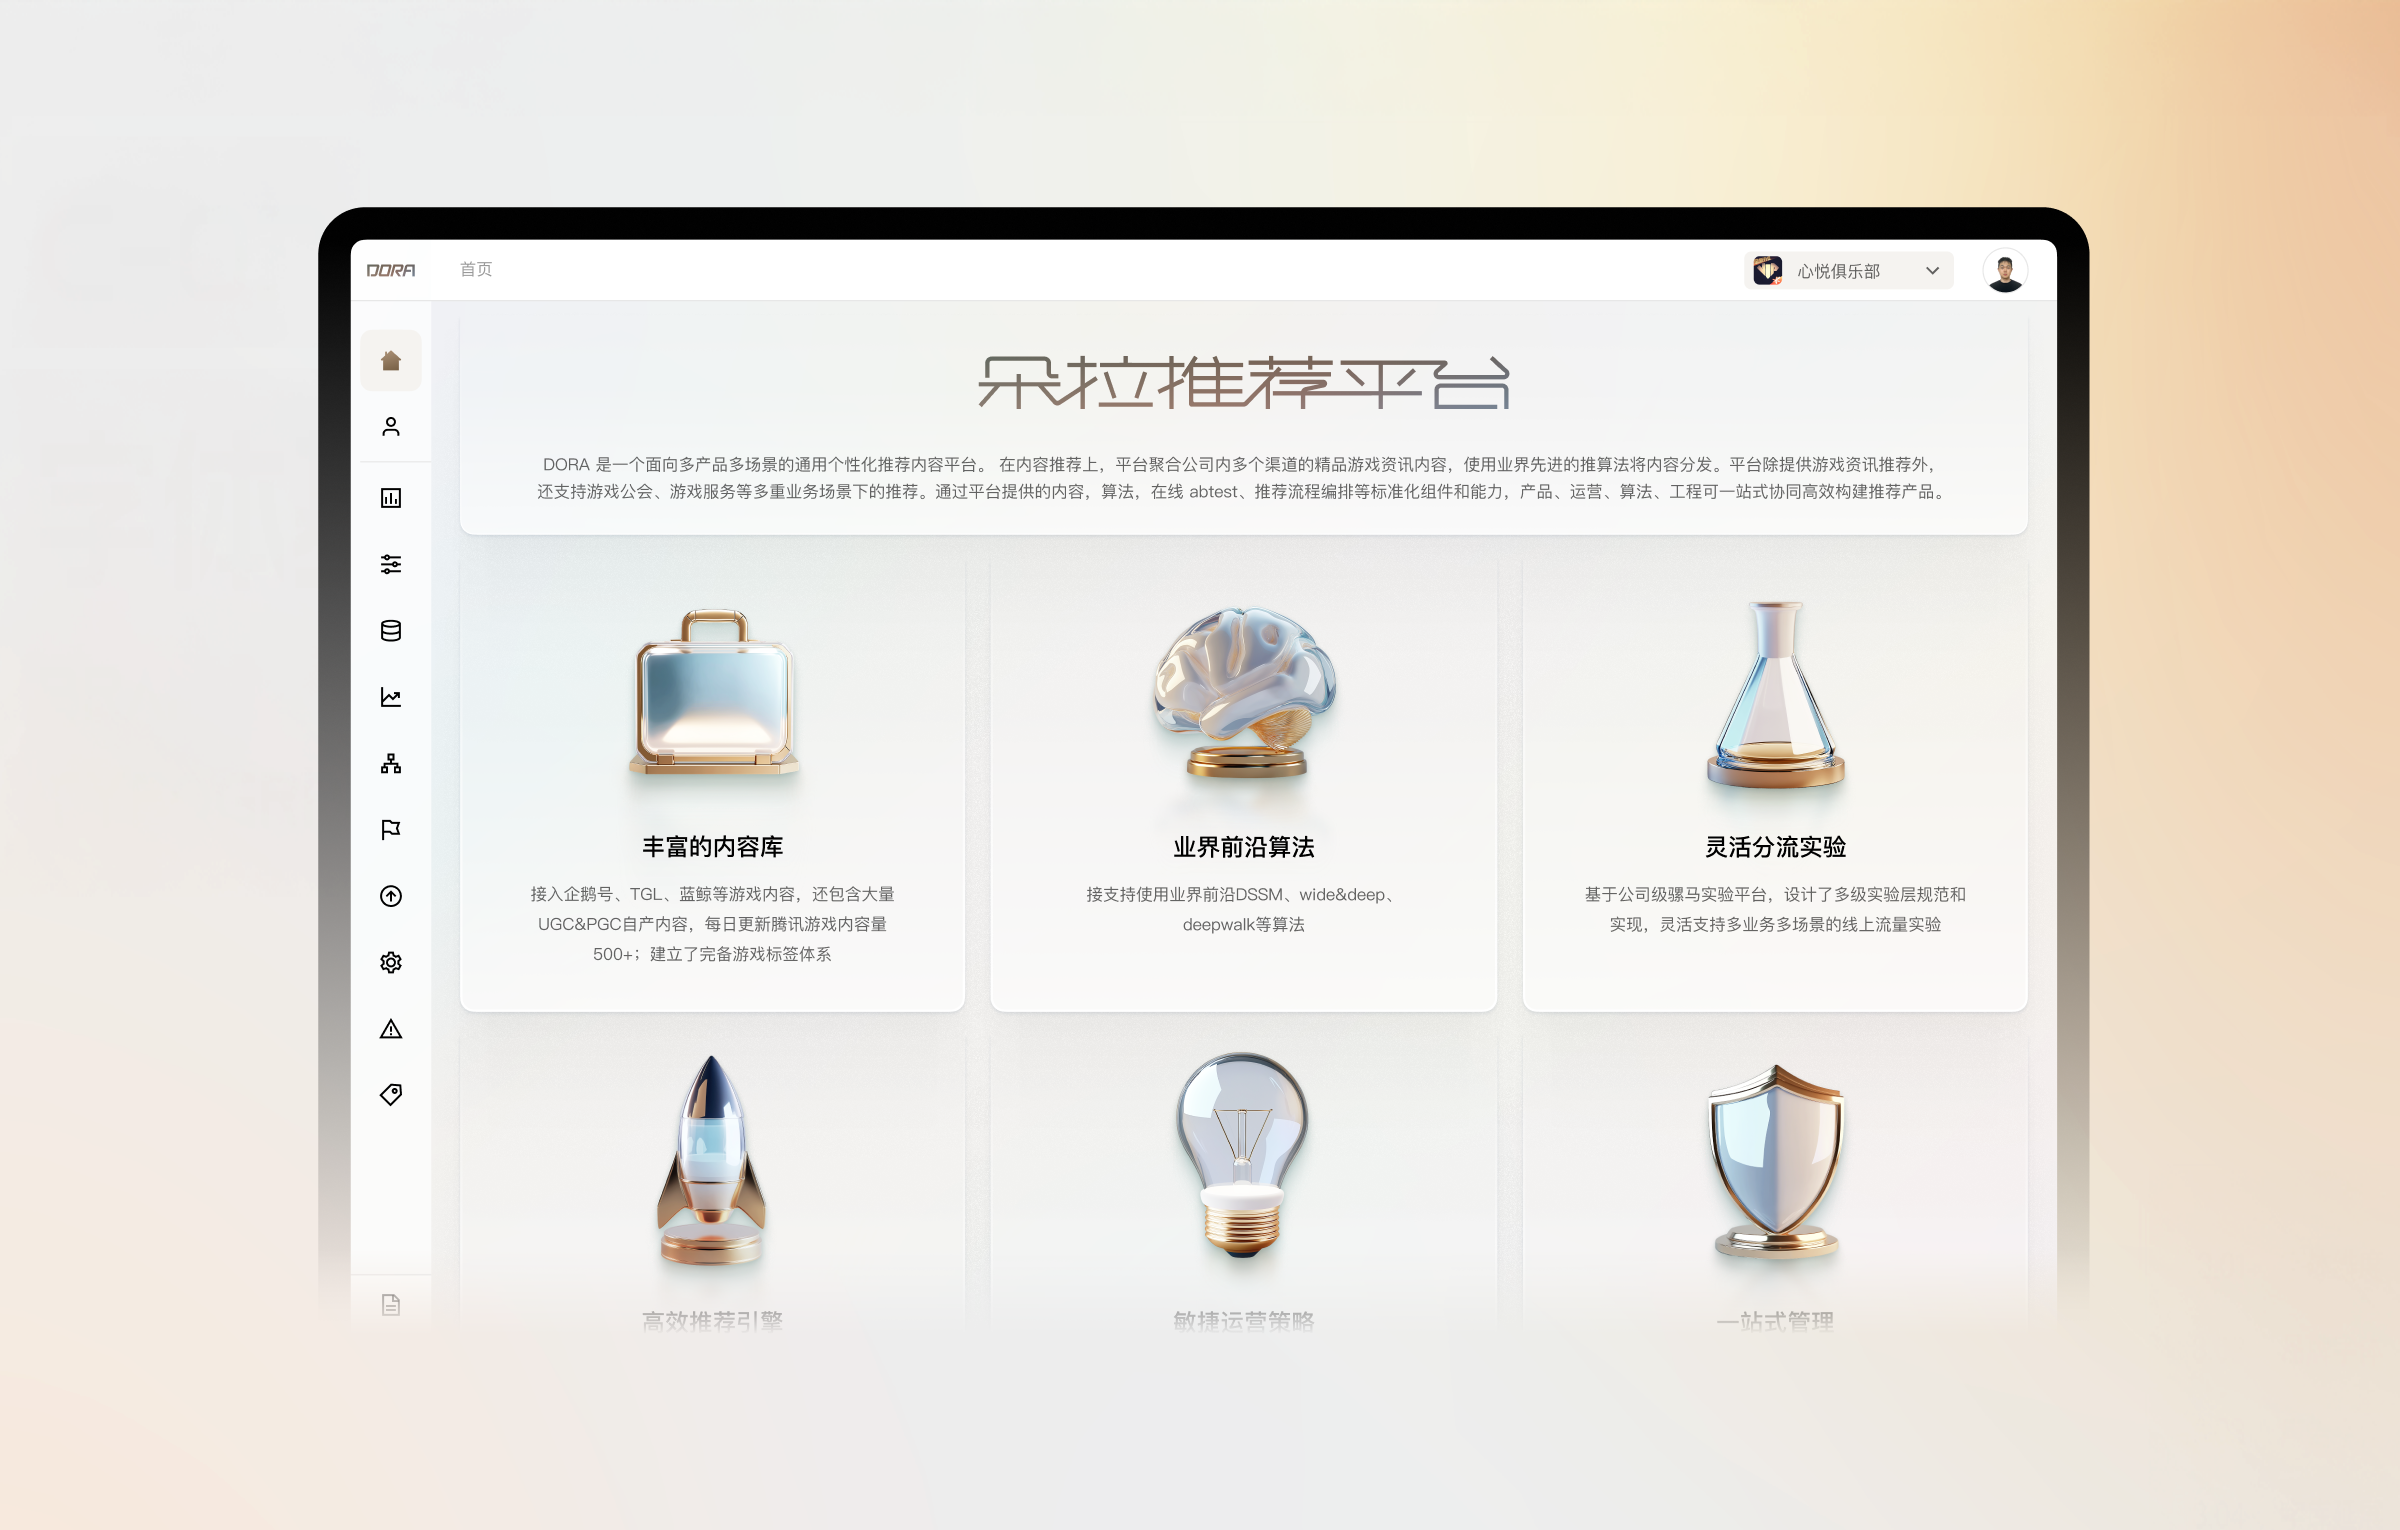 DORA
首页
心悦俱乐部
朵拉推荐平台
DORA 是一个面向多产品多场景的通用个性化推荐内容平台。 在内容推荐上，平台聚合公司内多个渠道的精品游戏资讯内容，使用业界先进的推算法将内容分发。平台除提供游戏资讯推荐外，
还支持游戏公会、游戏服务等多重业务场景下的推荐。通过平台提供的内容，算法，在线 abtest、推荐流程编排等标准化组件和能力，产品、运营、算法、工程可一站式协同高效构建推荐产品。
丰富的内容库
接入企鹅号、TGL、蓝鲸等游戏内容，还包含大量
UGC&PGC自产内容，每日更新腾讯游戏内容量
500+；建立了完备游戏标签体系
业界前沿算法
接支持使用业界前沿DSSM、wide&deep、
deepwalk等算法
灵活分流实验
基于公司级骡马实验平台，设计了多级实验层规范和
实现，灵活支持多业务多场景的线上流量实验
高效推荐引擎
敏捷运营策略
一站式管理